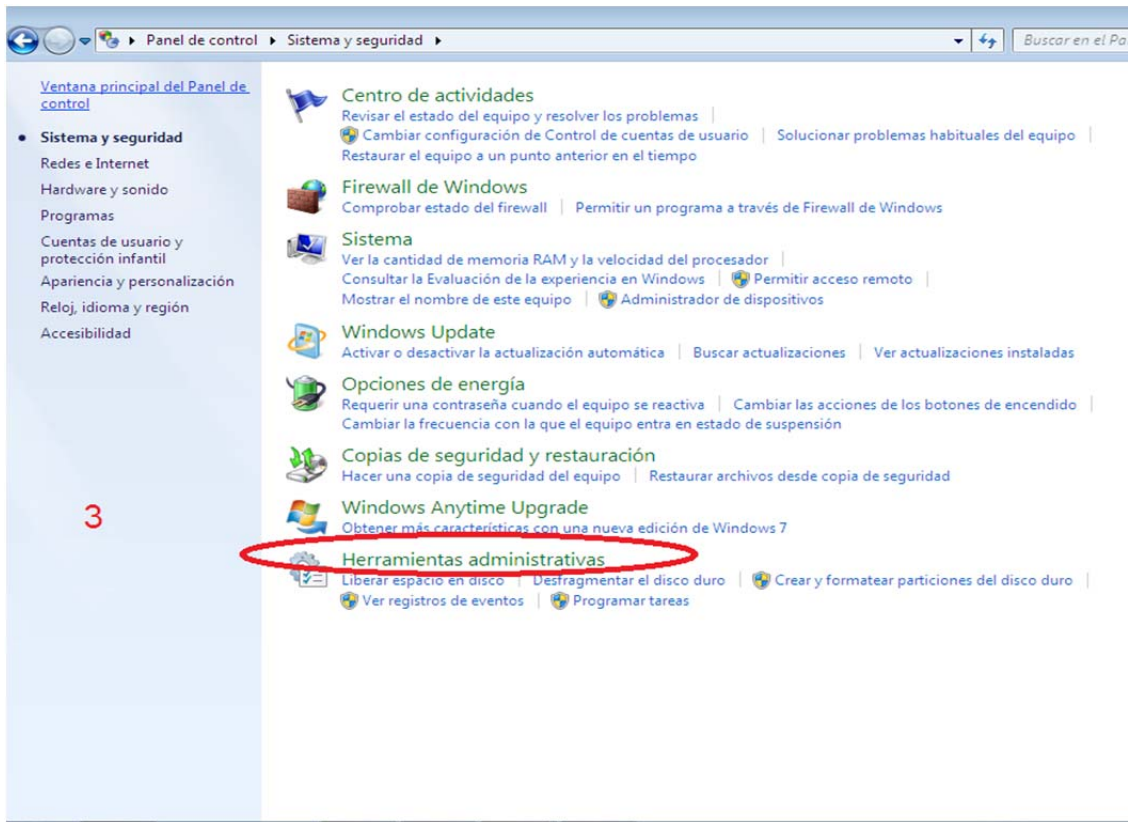 Panel de control Sistema y seguridad
Buscar en el Pa
Ventana principal del Panel de
control
Sistema y seguridad
Redes e Internet
Hardware y sonido
Programas
Cuentas de usuario y
protección infantil
Apariencia y personalización
Reloj, idioma y región
Accesibilidad
3
Centro de actividades
Revisar el estado del equipo y resolver los problemas
Cambiar configuración de Control de cuentas de usuario Solucionar problemas habituales del equipo
Restaurar el equipo a un punto anterior en el tiempo
Firewall de Windows
Comprobar estado del firewall Permitir un programa a través de Firewall de Windows
Sistema
Ver la cantidad de memoria RAM y la velocidad del procesador
Consultar la Evaluación de la experiencia en Windows Permitir acceso remoto
Mostrar el nombre de este equipo Administrador de dispositivos
Windows Update
Activar o desactivar la actualización automática Buscar actualizaciones Ver actualizaciones instaladas
Opciones de energía
Requerir una contraseña cuando el equipo se reactiva Cambiar las acciones de los botones de encendido
Cambiar la frecuencia con la que el equipo entra en estado de suspensión
Copias de seguridad y restauración
Hacer una copia de seguridad del equipo Restaurar archivos desde copia de seguridad
Windows Anytime Upgrade
Obtener más características con una nueva edición de Windows 7
Herramientas administrativas
Liberar espacio en disco Desfragmentar el disco duro Crear y formatear particiones del disco duro
Ver registros de eventos Programar tareas